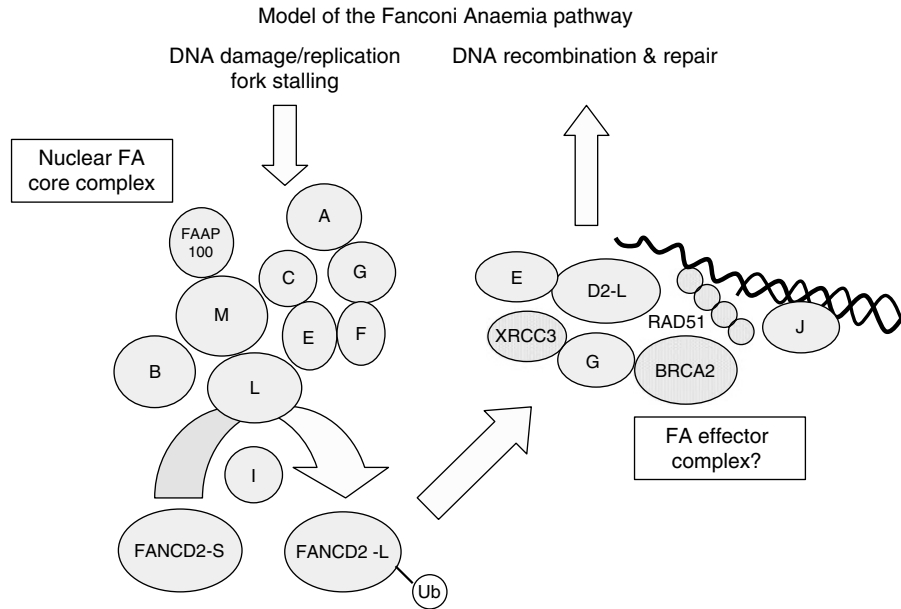 Model of the Fanconi Anaemia pathway
DNA damage/replication
fork stalling
DNA recombination & repair
Nuclear FA
core complex
A
FAAP
100
C
G
M
E
F
B
L
I
FANCD2-S
FANCD2 -L
Ub
E
D2-L
XRCC3
RAD51
J
G
BRCA2
FA effector
complex?